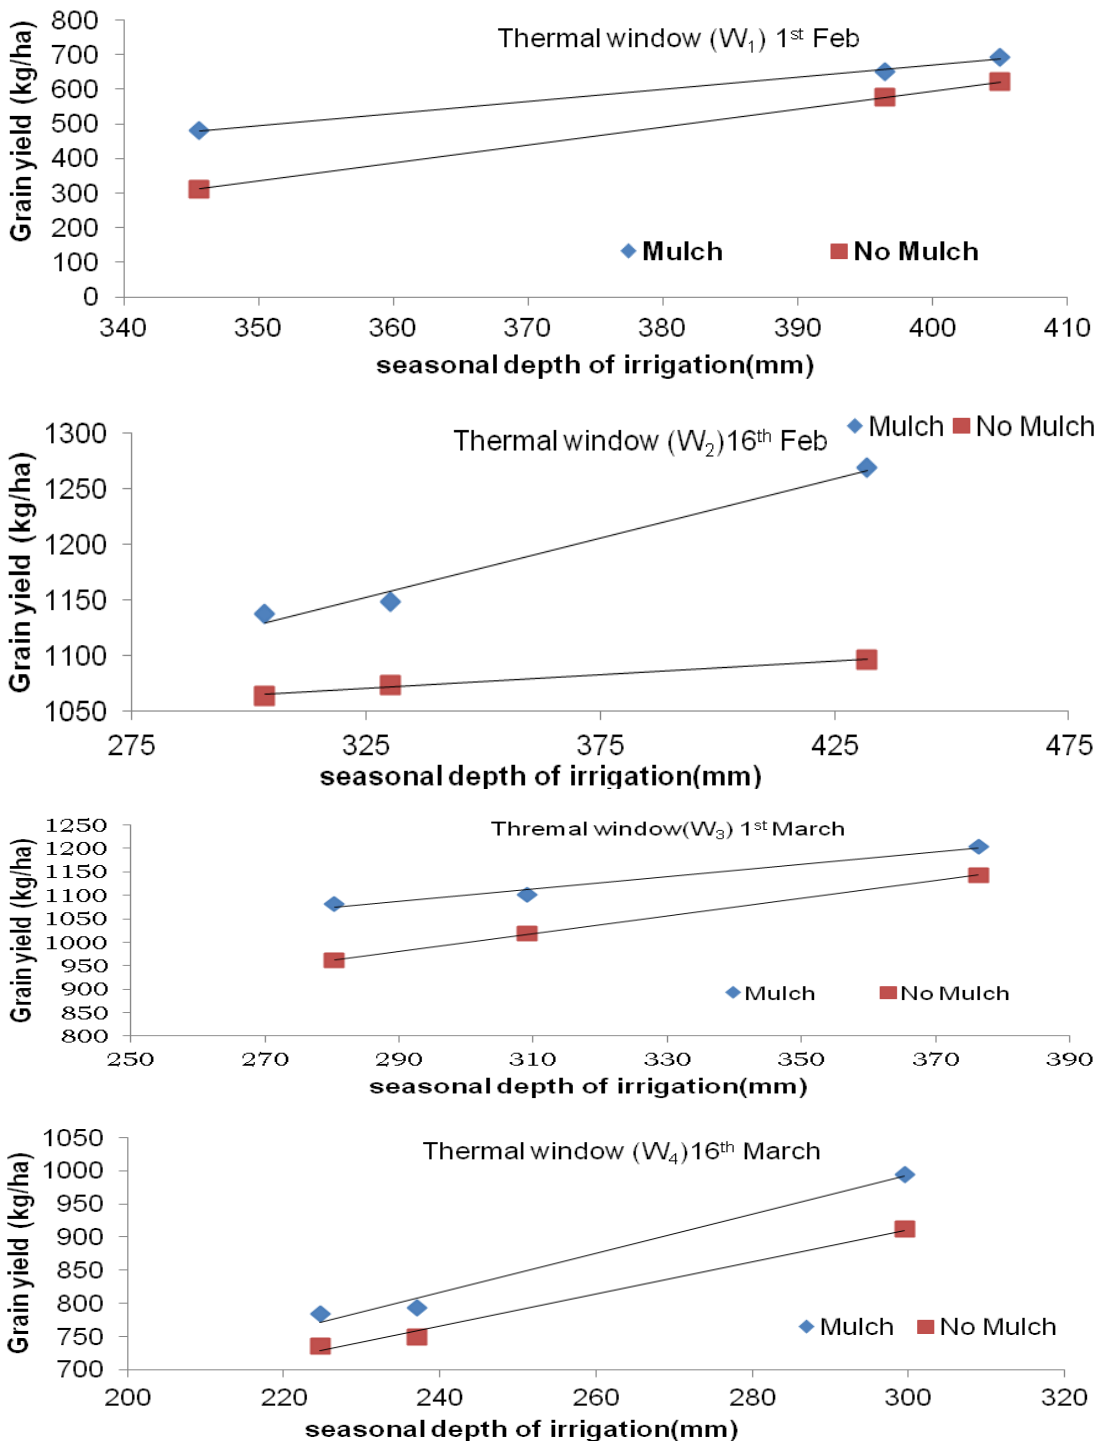 Grain yield (kg/ha)
800
700
600
500
400
300
200
100
0
Thermal window (W1) 1st Feb
Mulch No Mulch
340 350 360 370 380 390 400 410
seasonal depth of irrigation(mm)
Grain yield (kg/ha)
1300
1250
1200
1150
1100
1050
Mulch No Mulch
Thermal window (W2)16th Feb
275 325 375 425 475
seasonal depth of irrigation(mm)
Grain yield (kg/ha)
1250
1200
1150
1100
1050
1000
950
900
850
800
Thremal window(W3) 1st March
Mulch No Mulch
250 270 290 310 330 350 370 390
seasonal depth of irrigation(mm)
Grain yield (kg/ha)
1050
1000
950
900
850
800
750
700
Thermal window (W4)16th March
Mulch No Mulch
200 220 240 260 280 300 320
seasonal depth of irrigation(mm)